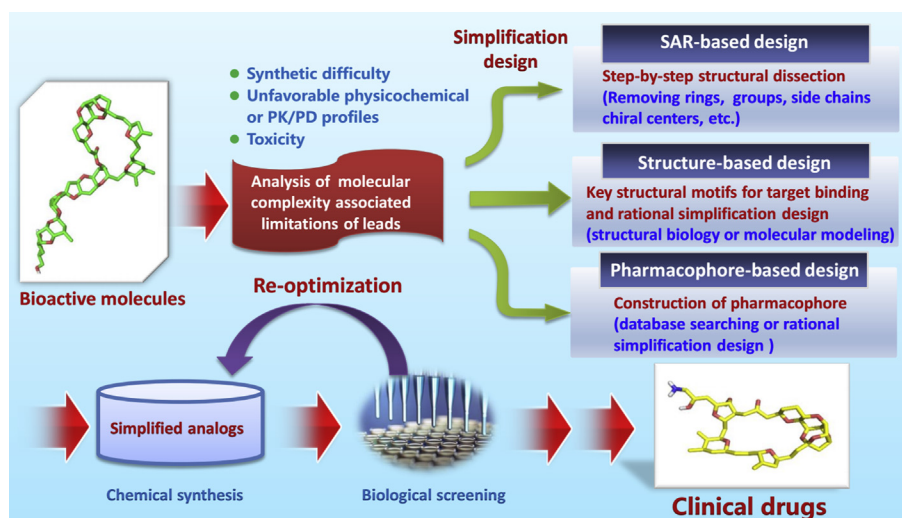 Simplification
design
Synthetic difficulty
Unfavorable physicochemical
or PK/PD profiles
Toxicity
Analysis of molecular
complexity associated
limitations of leads
Bioactive molecules
SAR-based design
Step-by-step structural dissection
(Removing rings, groups, side chains
chiral centers, etc.)
Structure-based design
Key structural motifs for target binding
and rational simplification design
(structural biology or molecular modeling)
Pharmacophore-based design
Construction of pharmacophore
(database searching or rational
simplification design )
Re-optimization
Simplified analogs
Chemical synthesis
Biological screening
Clinical drugs